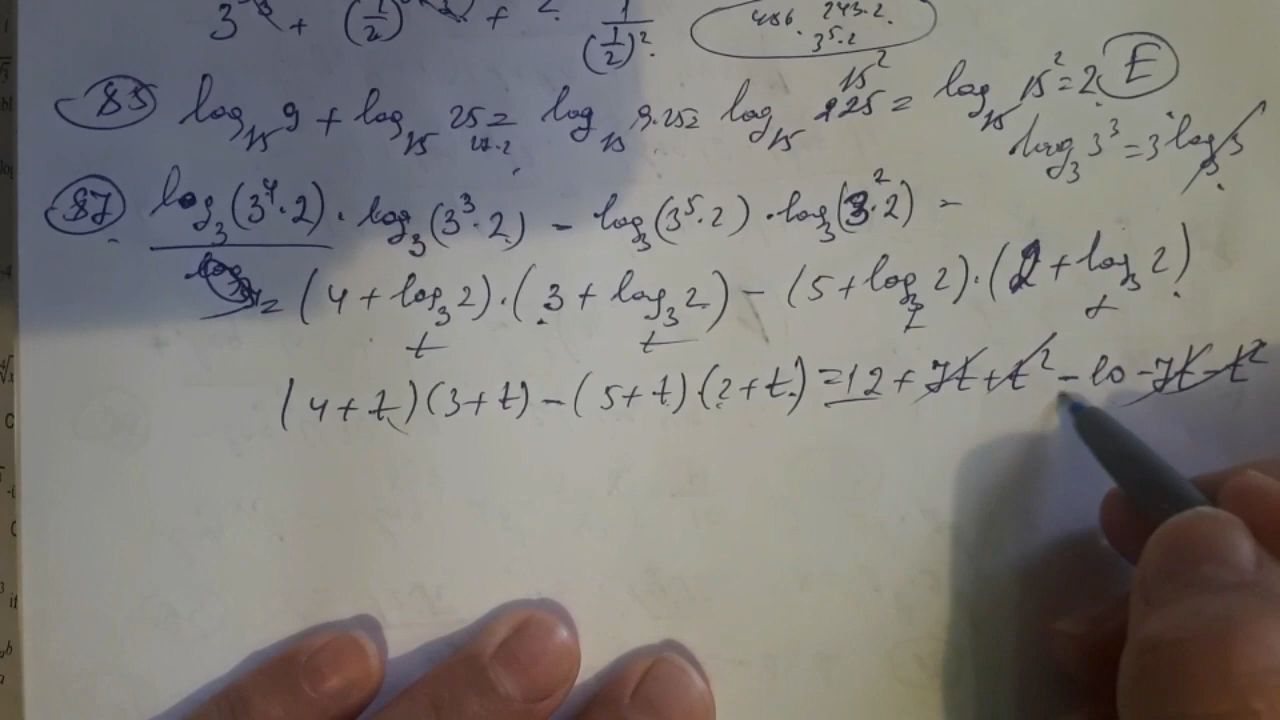 3 + (1/2) + 2 1/(1/2)².
486. 243·2.
3⁵·2
85 log₁₅ 9 + log₁₅ 25 = log₁₅ 9·25 = log₁₅ 225 = log₁₅ 15² = 2. E
15²
log₃ 3³ = 3 log₃ 3
87 log₃(3⁴·2) · log₃(3³·2) - log₃(3⁵·2) · log₃(3²·2) =
= (4 + log₃ 2)·(3 + log₃ 2) - (5 + log₃ 2)·(2 + log₃ 2)
t t t t
(4+t)(3+t) - (5+t)(2+t) = 12 + 7t + t² - 10 - 7t - t²